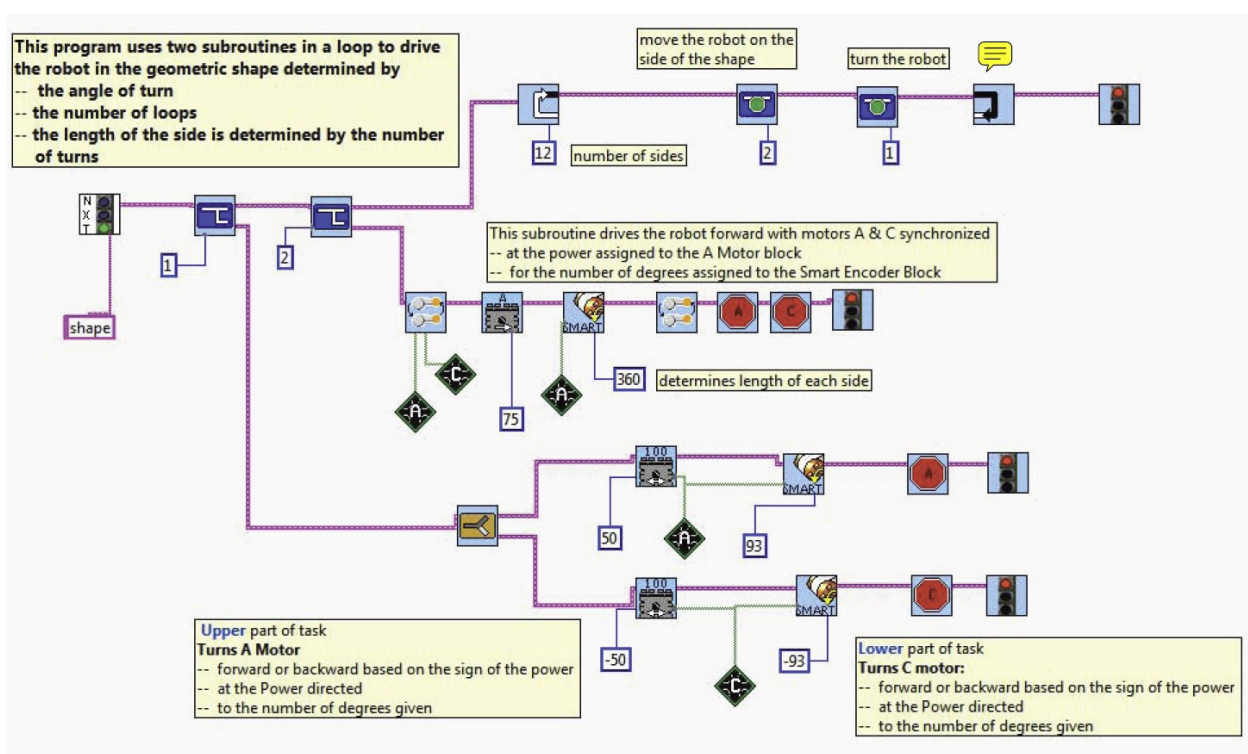 This program uses two subroutines in a loop to drive
the robot in the geometric shape determined by
-- the angle of turn
-- the number of loops
-- the length of the side is determined by the number
of turns
move the robot on the
side of the shape
turn the robot
12
number of sides
2
1
N
X
T
1
2
shape
This subroutine drives the robot forward with motors A & C synchronized
-- at the power assigned to the A Motor block
-- for the number of degrees assigned to the Smart Encoder Block
A
SMART
A
C
C
A
A
75
360
determines length of each side
100
SMART
A
50
A
93
100
SMART
C
-50
C
-93
Upper part of task
Turns A Motor
-- forward or backward based on the sign of the power
-- at the Power directed
-- to the number of degrees given
Lower part of task
Turns C motor:
-- forward or backward based on the sign of the power
-- at the Power directed
-- to the number of degrees given